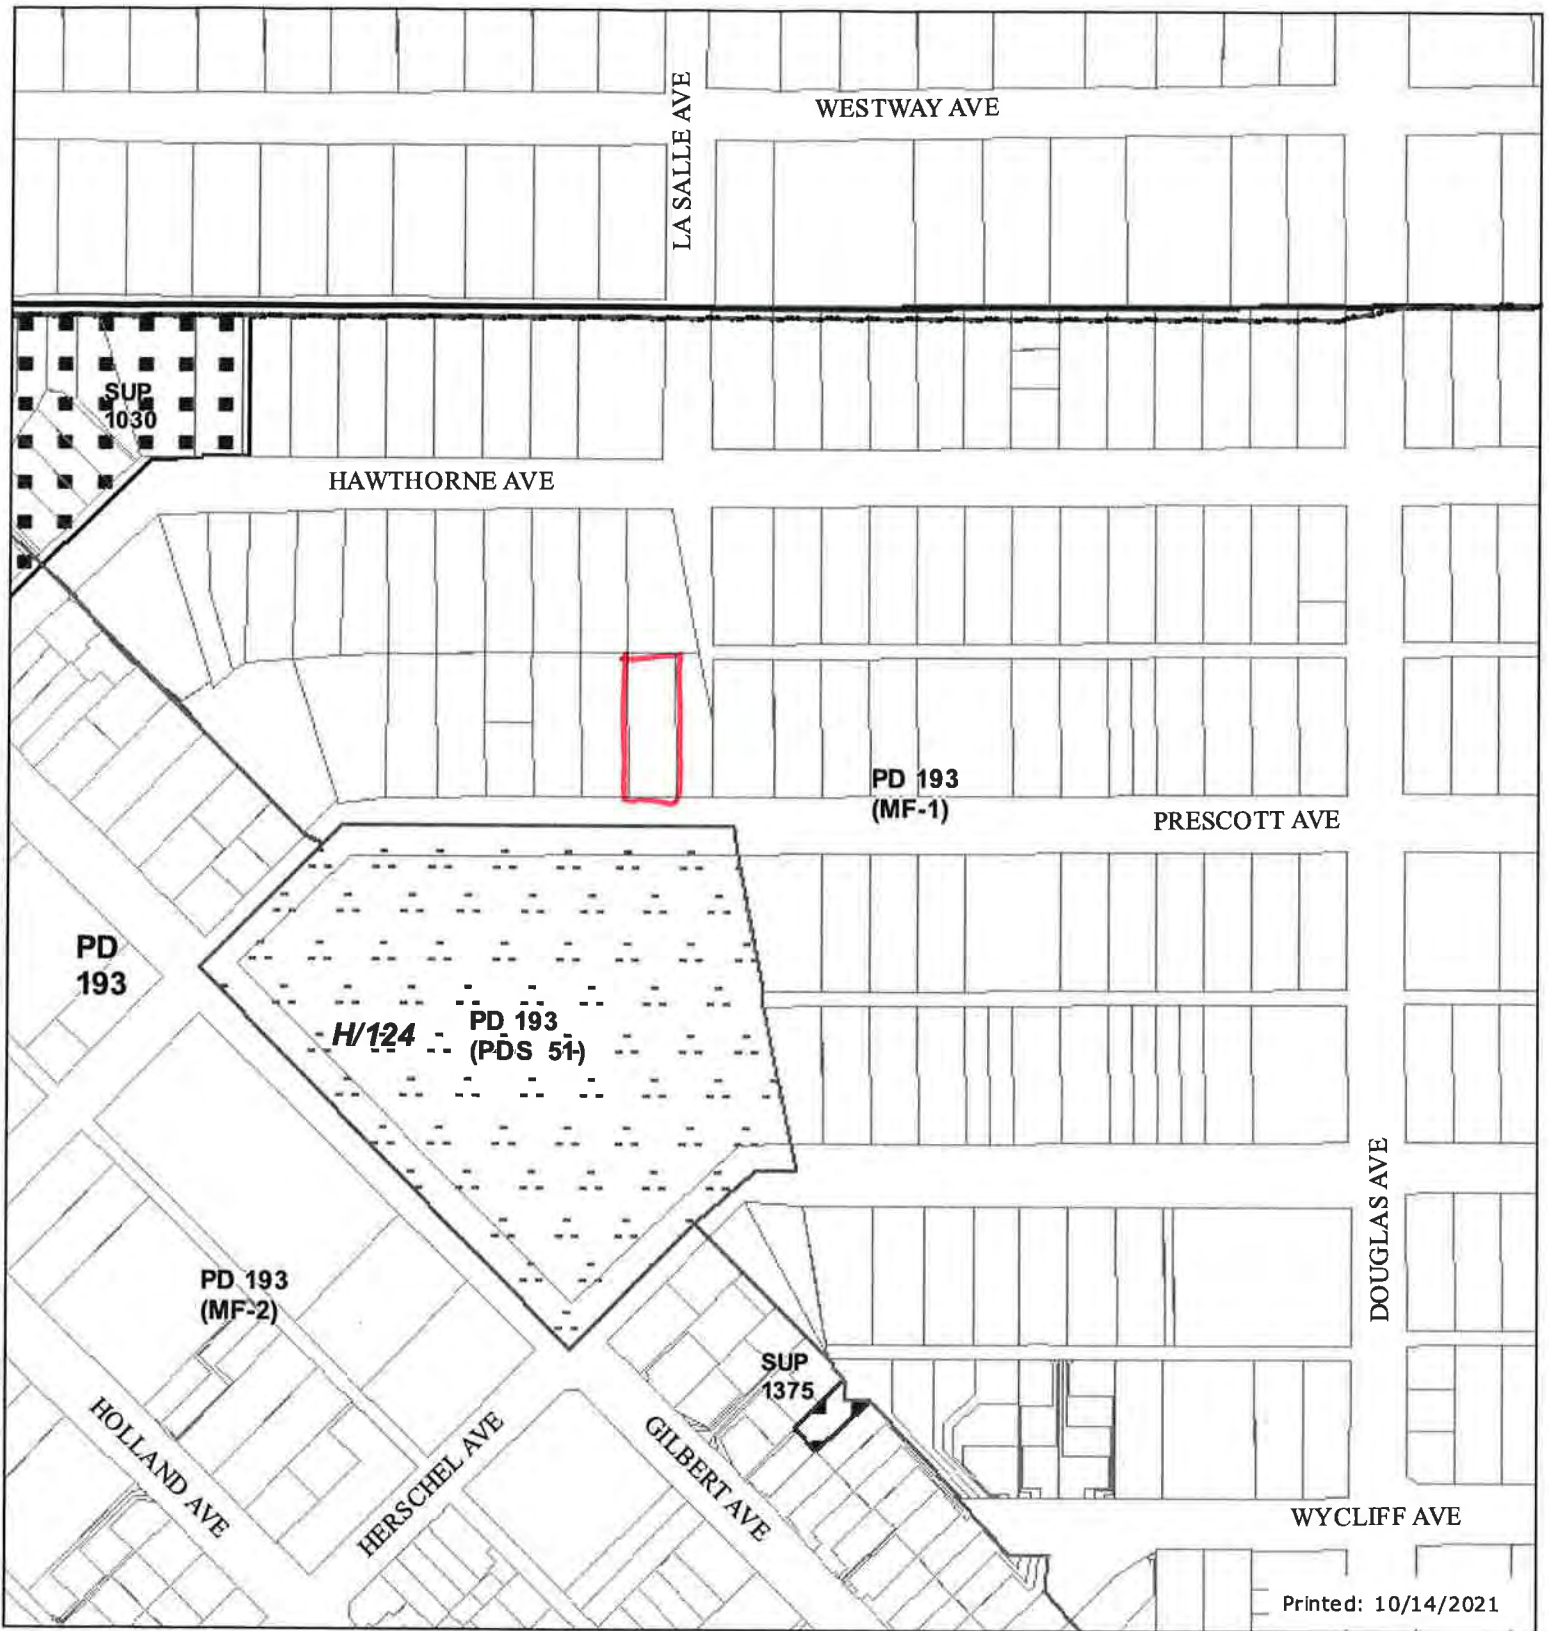 WESTWAY AVE
LA SALLE AVE
SUP
1030
HAWTHORNE AVE
PD 193
(MF-1)
PRESCOTT AVE
PD
193
H/124
PD 193
(PDS 51)
DOUGLAS AVE
PD 193
(MF-2)
SUP
1375
HOLLAND AVE
HERSCHEL AVE
GILBERT AVE
WYCLIFF AVE
Printed: 10/14/2021